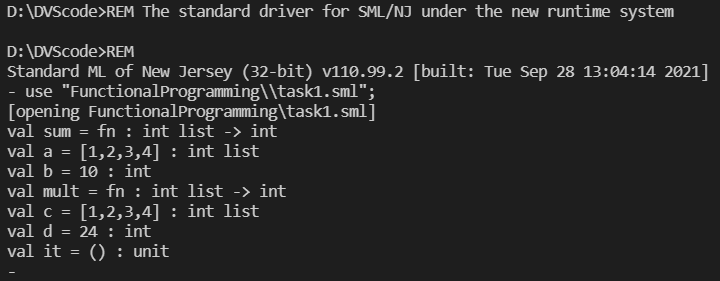 D:\DVScode>REM The standard driver for SML/NJ under the new runtime system
D:\DVScode>REM
Standard ML of New Jersey (32-bit) v110.99.2 [built: Tue Sep 28 13:04:14 2021]
- use "FunctionalProgramming\\task1.sml";
[opening FunctionalProgramming\task1.sml]
val sum = fn : int list -> int
val a = [1,2,3,4] : int list
val b = 10 : int
val mult = fn : int list -> int
val c = [1,2,3,4] : int list
val d = 24 : int
val it = () : unit
-